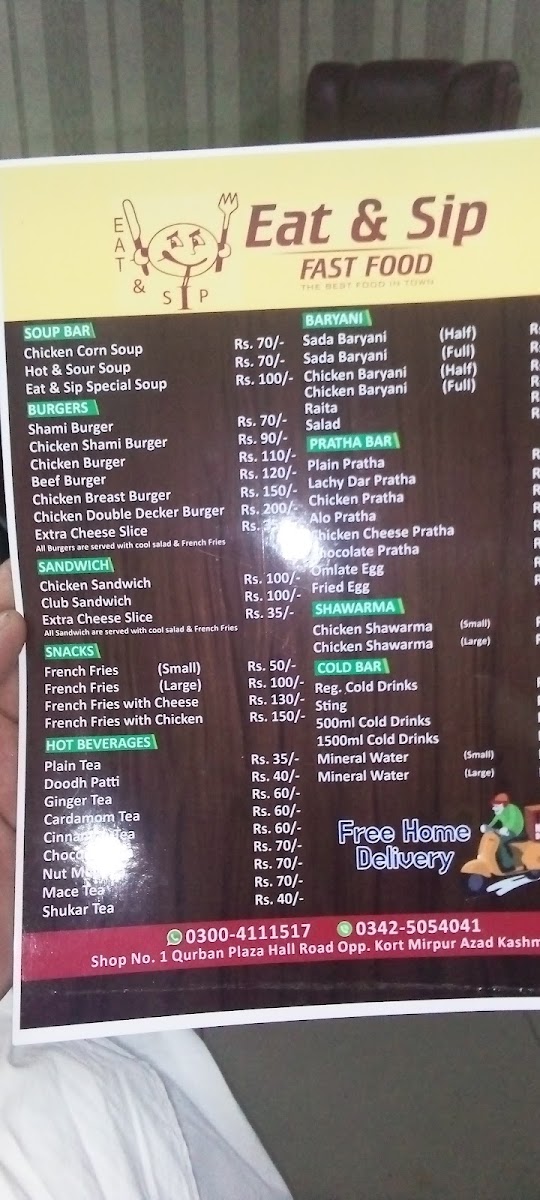 EAT & SIP
Eat & Sip
FAST FOOD
THE BEST FOOD IN TOWN
SOUP BAR
Chicken Corn Soup Rs. 70/-
Hot & Sour Soup Rs. 70/-
Eat & Sip Special Soup Rs. 100/-
BURGERS
Shami Burger Rs. 70/-
Chicken Shami Burger Rs. 90/-
Chicken Burger Rs. 110/-
Beef Burger Rs. 120/-
Chicken Breast Burger Rs. 150/-
Chicken Double Decker Burger Rs. 200/-
Extra Cheese Slice Rs.
All Burgers are served with cool salad & French Fries
SANDWICH
Chicken Sandwich Rs. 100/-
Club Sandwich Rs. 100/-
Extra Cheese Slice Rs. 35/-
All Sandwich are served with cool salad & French Fries
SNACKS
French Fries (Small) Rs. 50/-
French Fries (Large) Rs. 100/-
French Fries with Cheese Rs. 130/-
French Fries with Chicken Rs. 150/-
HOT BEVERAGES
Plain Tea Rs. 35/-
Doodh Patti Rs. 40/-
Ginger Tea Rs. 60/-
Cardamom Tea Rs. 60/-
Tea Rs. 60/-
Rs. 70/-
Nut Rs. 70/-
Mace Tea Rs. 70/-
Shukar Tea Rs. 40/-
BARYANI
Sada Baryani (Half)
Sada Baryani (Full)
Chicken Baryani (Half)
Chicken Baryani (Full)
Raita
Salad
PRATHA BAR
Plain Pratha
Lachy Dar Pratha
Chicken Pratha
Alo Pratha
Chicken Cheese Pratha
Chocolate Pratha
Omlate Egg
Fried Egg
SHAWARMA
Chicken Shawarma (Small)
Chicken Shawarma (Large)
COLD BAR
Reg. Cold Drinks
Sting
500ml Cold Drinks
1500ml Cold Drinks
Mineral Water (Small)
Mineral Water (Large)
Free Home
Delivery
0300-4111517 0342-5054041
Shop No. 1 Qurban Plaza Hall Road Opp. Kort Mirpur Azad Kashm